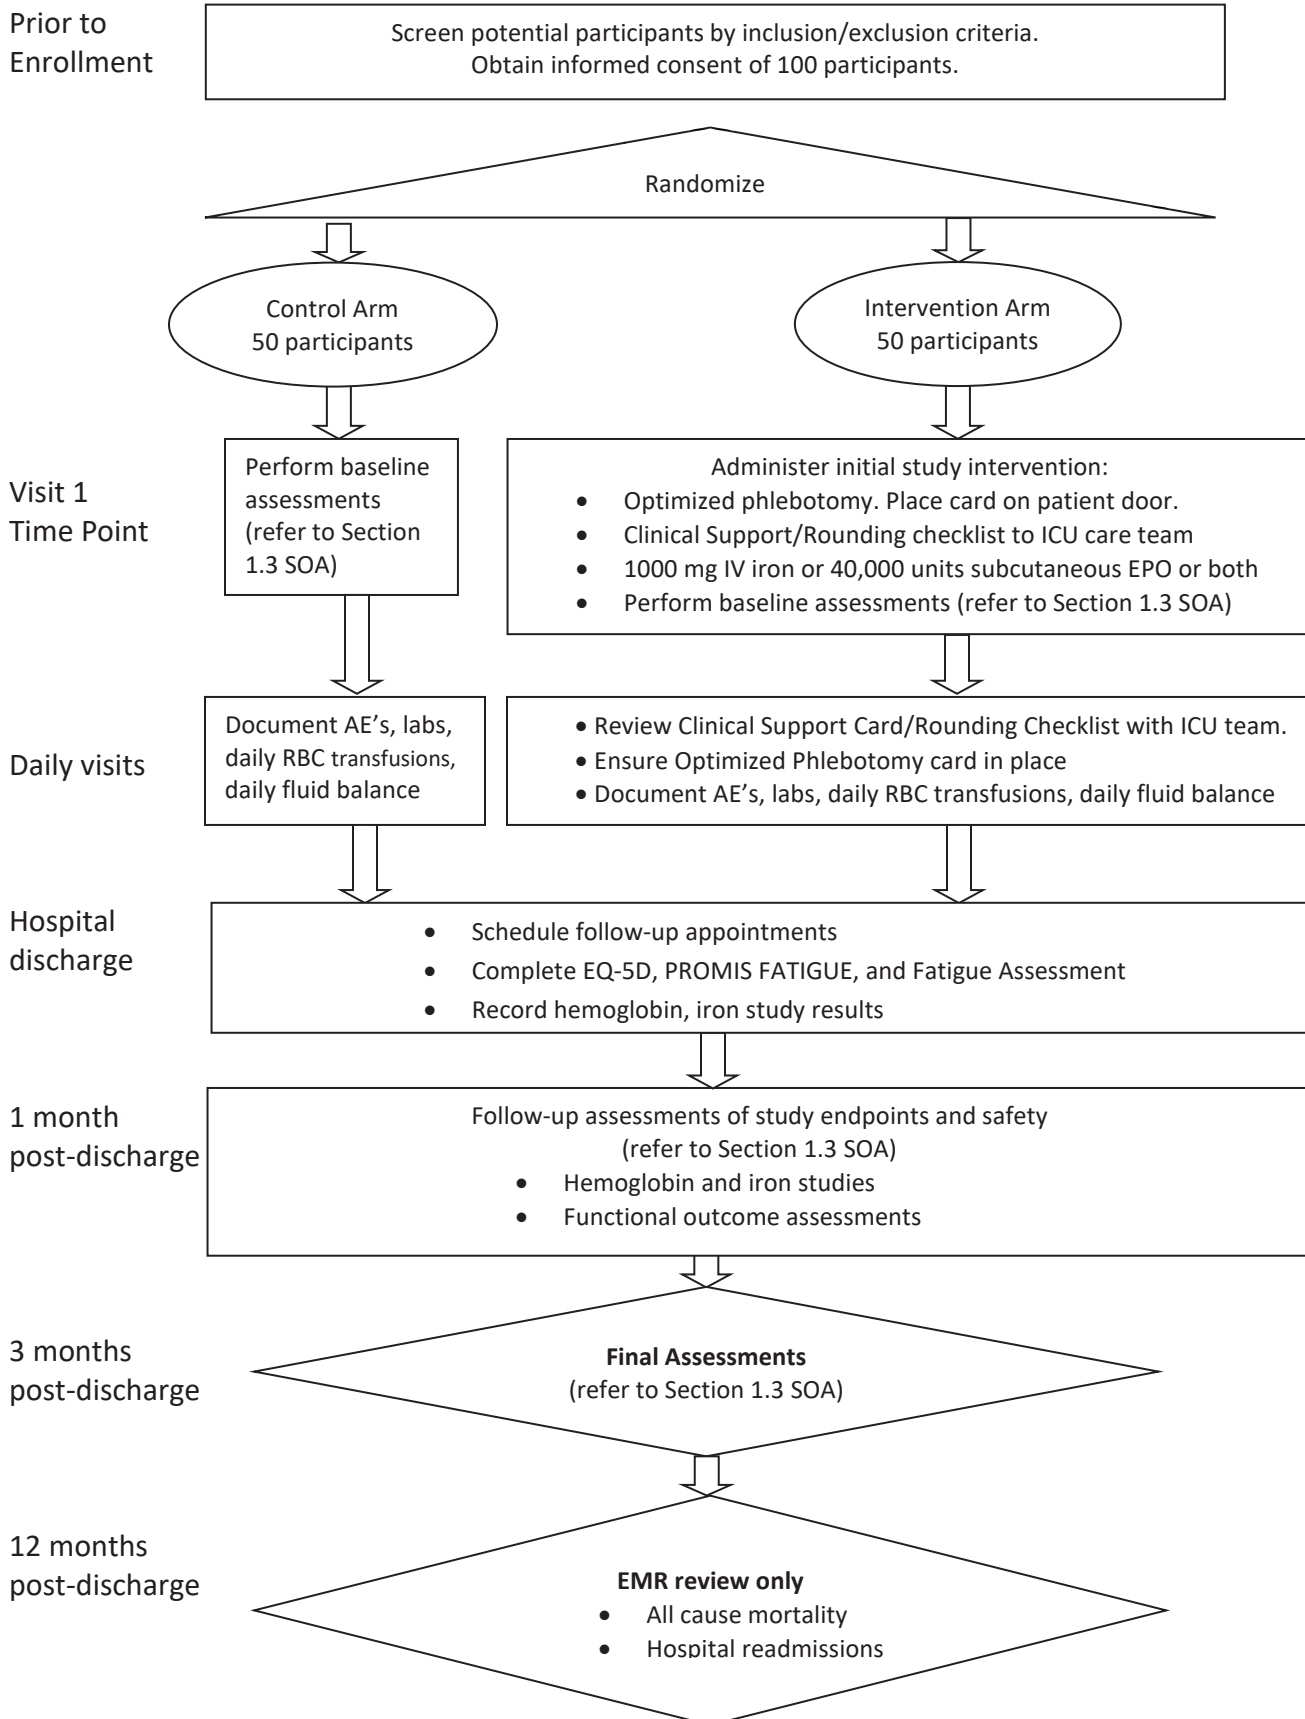 Prior to
Enrollment
Screen potential participants by inclusion/exclusion criteria.
Obtain informed consent of 100 participants.
Randomize
Control Arm
50 participants
Intervention Arm
50 participants
Visit 1
Time Point
Perform baseline
assessments
(refer to Section
1.3 SOA)
Administer initial study intervention:
• Optimized phlebotomy. Place card on patient door.
• Clinical Support/Rounding checklist to ICU care team
• 1000 mg IV iron or 40,000 units subcutaneous EPO or both
• Perform baseline assessments (refer to Section 1.3 SOA)
Daily visits
Document AE's, labs,
daily RBC transfusions,
daily fluid balance
• Review Clinical Support Card/Rounding Checklist with ICU team.
• Ensure Optimized Phlebotomy card in place
• Document AE's, labs, daily RBC transfusions, daily fluid balance
Hospital
discharge
• Schedule follow-up appointments
• Complete EQ-5D, PROMIS FATIGUE, and Fatigue Assessment
• Record hemoglobin, iron study results
1 month
post-discharge
Follow-up assessments of study endpoints and safety
(refer to Section 1.3 SOA)
• Hemoglobin and iron studies
• Functional outcome assessments
3 months
post-discharge
Final Assessments
(refer to Section 1.3 SOA)
12 months
post-discharge
EMR review only
• All cause mortality
• Hospital readmissions